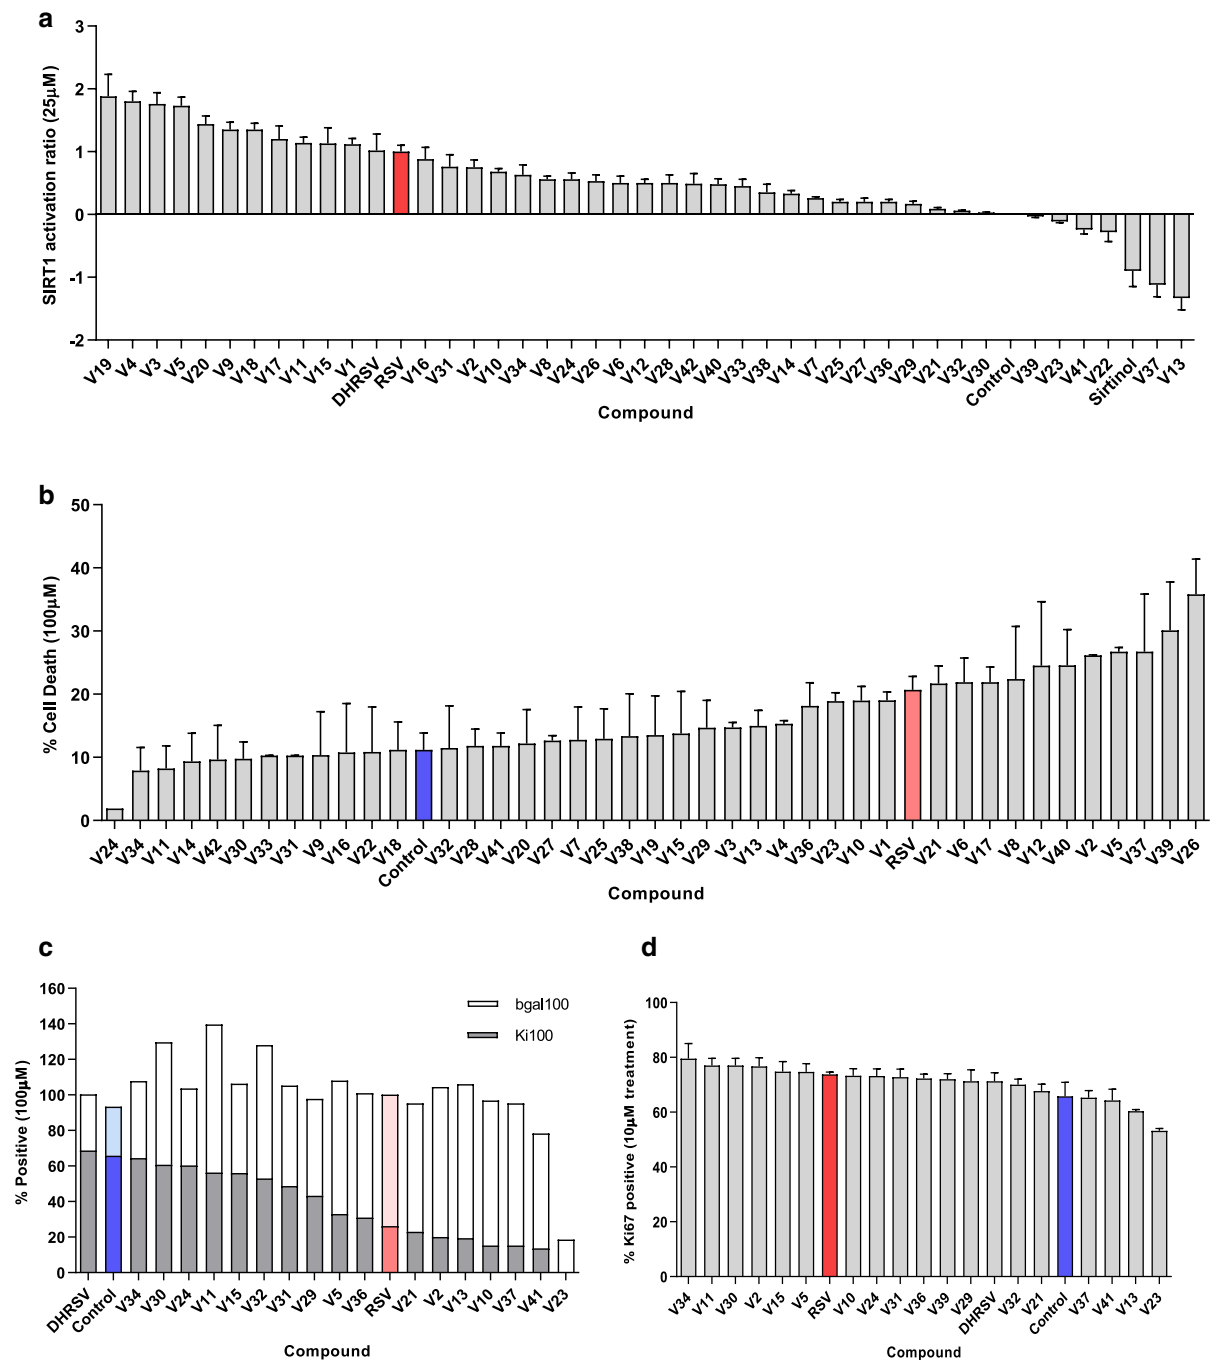 a
SIRT1 activation ratio (25μM)
3
2
1
0
-1
-2
V19 V4 V3 V5 V20 V9 V18 V17 V11 V15 V1 DHRSV RSV V16 V31 V2 V10 V34 V8 V24 V26 V6 V12 V28 V42 V40 V33 V38 V14 V7 V25 V27 V36 V29 V21 V32 V30 Control V39 V23 V41 V22 Sirtinol V37 V13
Compound
b
% Cell Death (100μM)
50
40
30
20
10
0
V24 V34 V11 V14 V42 V30 V33 V31 V9 V16 V22 V18 Control V32 V28 V41 V20 V27 V7 V25 V38 V19 V15 V29 V3 V13 V4 V36 V23 V10 V1 RSV V21 V6 V17 V8 V12 V40 V2 V5 V37 V39 V26
Compound
c
% Positive (100μM)
160
140
120
100
80
60
40
20
0
bgal100
Ki100
DHRSV Control V34 V30 V24 V11 V15 V32 V31 V29 V5 V36 RSV V21 V2 V13 V10 V37 V41 V23
Compound
d
% Ki67 positive (10μM treatment)
100
80
60
40
20
0
V34 V11 V30 V2 V15 V5 RSV V10 V24 V31 V36 V39 V29 DHRSV V32 V21 Control V37 V41 V13 V23
Compound